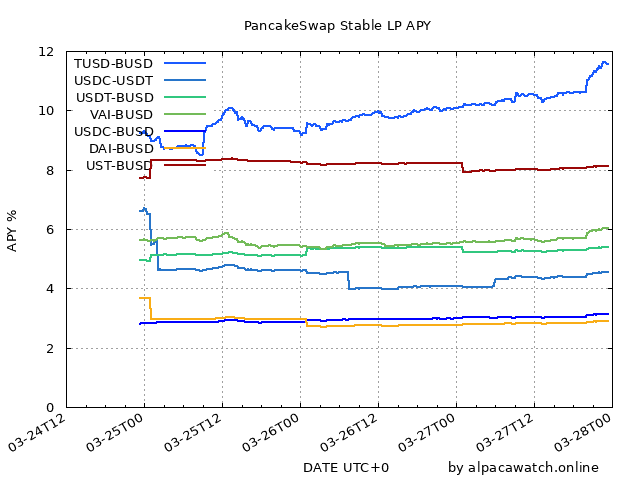 PancakeSwap Stable LP APY
12
10
8
6
4
2
0
APY %
TUSD-BUSD
USDC-USDT
USDT-BUSD
VAI-BUSD
USDC-BUSD
DAI-BUSD
UST-BUSD
03-24T12
03-25T00
03-25T12
03-26T00
03-26T12
03-27T00
03-27T12
03-28T00
DATE UTC+0
by alpacawatch.online